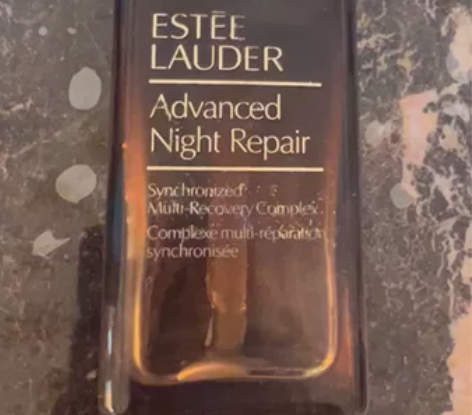 ESTĒE
LAUDER
Advanced
Night Repair
Synchronized
Multi-Recovery Complex
Complexe multi-réparation
synchronisée